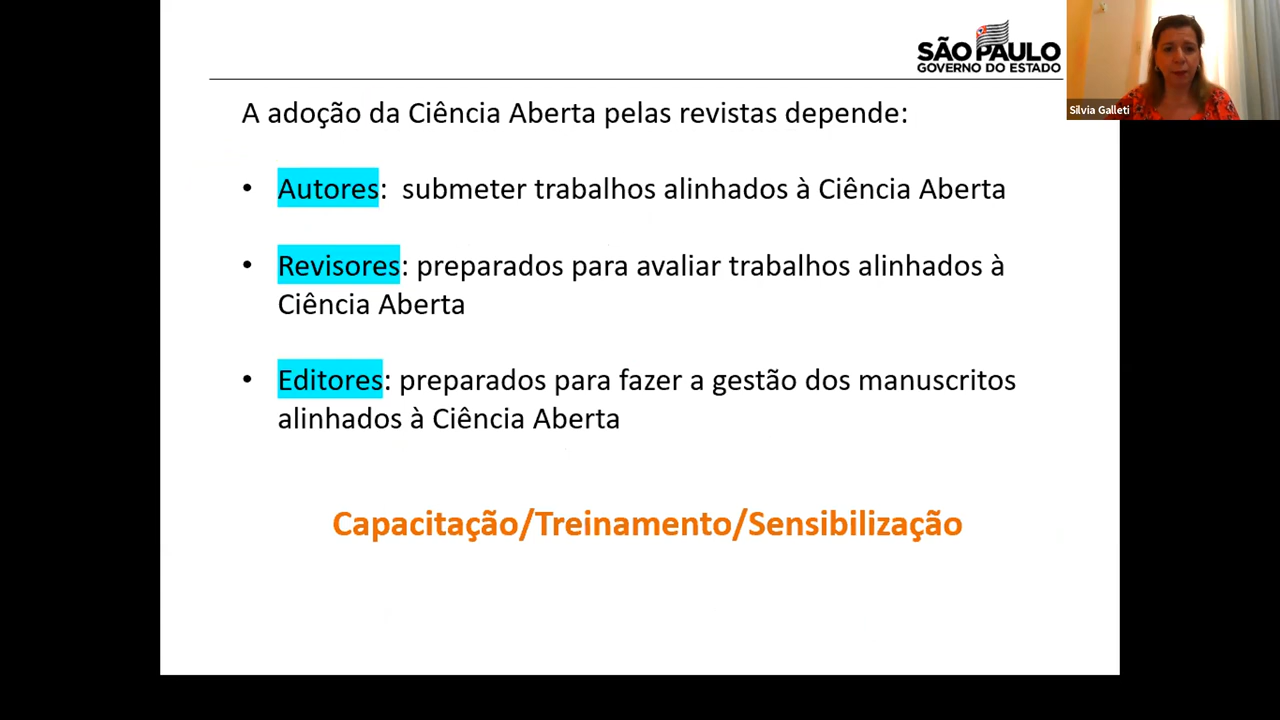 SÃO PAULO
GOVERNO DO ESTADO
Silvia Galleti
A adoção da Ciência Aberta pelas revistas depende:
• Autores: submeter trabalhos alinhados à Ciência Aberta
• Revisores: preparados para avaliar trabalhos alinhados à
Ciência Aberta
• Editores: preparados para fazer a gestão dos manuscritos
alinhados à Ciência Aberta
Capacitação/Treinamento/Sensibilização